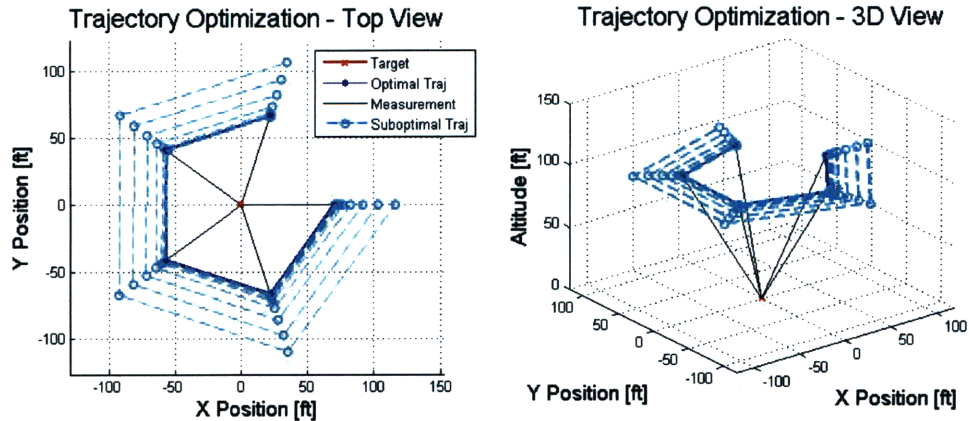 Trajectory Optimization - Top View
Y Position [ft]
100
50
0
-50
-100
-100
-50
0
50
100
150
X Position [ft]
Target
Optimal Traj
Measurement
Suboptimal Traj
Trajectory Optimization - 3D View
Altitude [ft]
150
100
50
0
100
50
0
-50
-100
-100
-50
0
50
100
Y Position [ft]
X Position [ft]